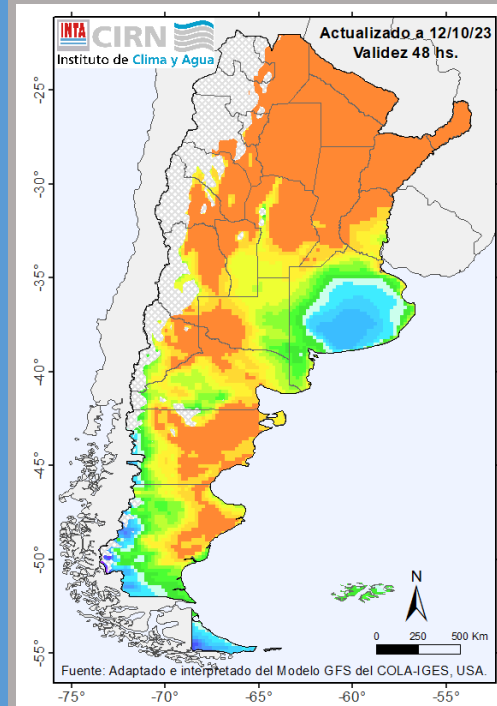 INTA CIRN
Instituto de Clima y Agua
Actualizado a 12/10/23
Validez 48 hs.
-25°
-30°
-35°
-40°
-45°
-50°
-55°
N
0 250 500 Km
Fuente: Adaptado e interpretado del Modelo GFS del COLA-IGES, USA.
-75° -70° -65° -60° -55°